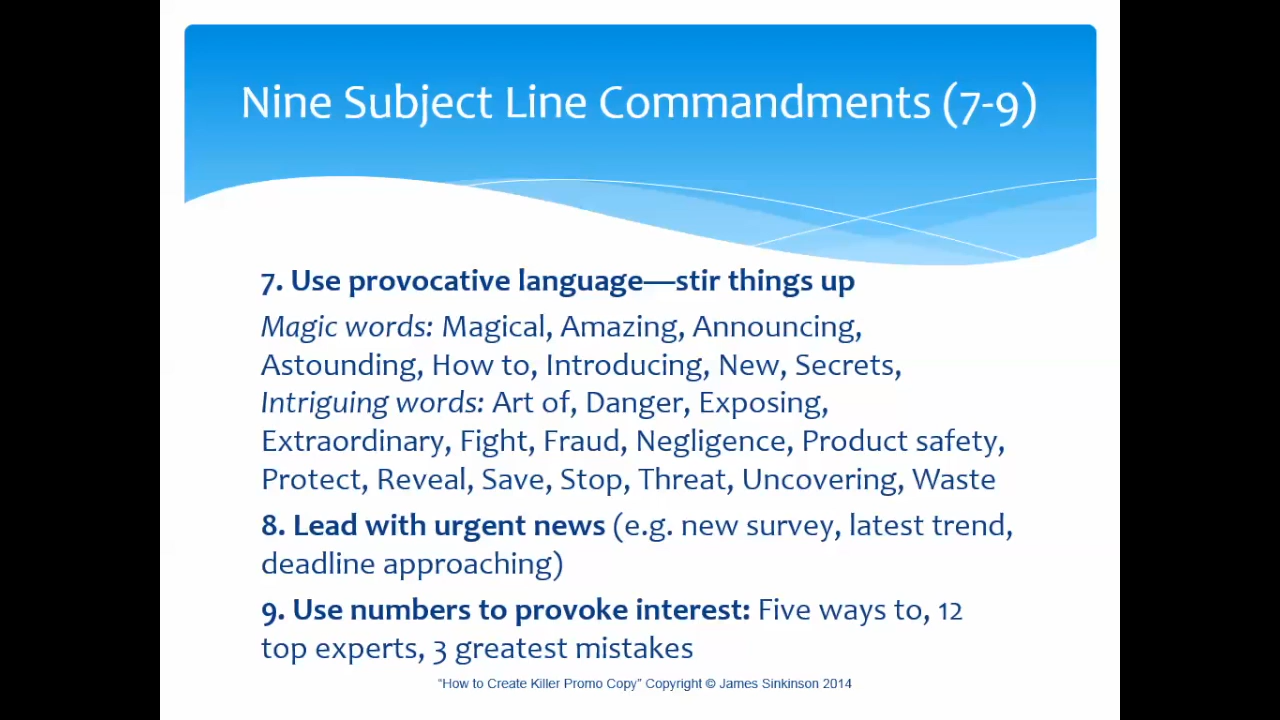 Nine Subject Line Commandments (7-9)
7. Use provocative language—stir things up
Magic words: Magical, Amazing, Announcing,
Astounding, How to, Introducing, New, Secrets,
Intriguing words: Art of, Danger, Exposing,
Extraordinary, Fight, Fraud, Negligence, Product safety,
Protect, Reveal, Save, Stop, Threat, Uncovering, Waste
8. Lead with urgent news (e.g. new survey, latest trend,
deadline approaching)
9. Use numbers to provoke interest: Five ways to, 12
top experts, 3 greatest mistakes
"How to Create Killer Promo Copy" Copyright © James Sinkinson 2014